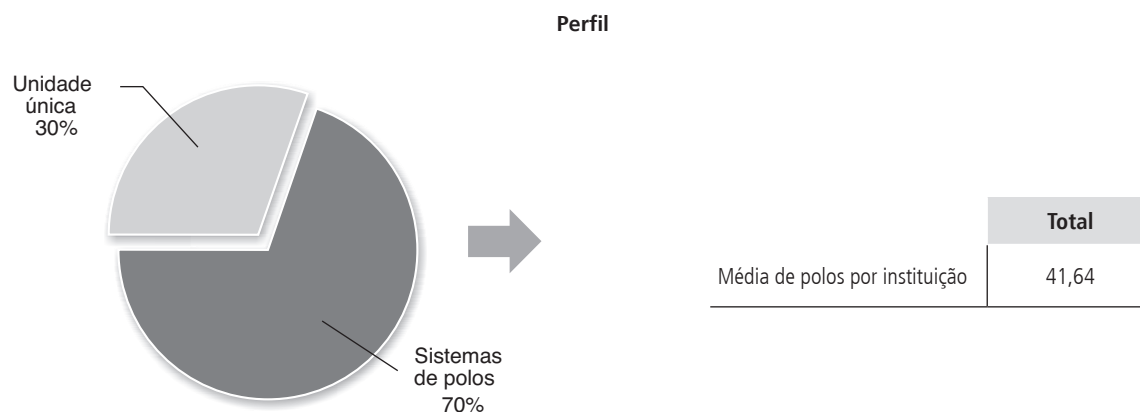 Perfil
Unidade
única
30%
Sistemas
de polos
70%
Total
Média de polos por instituição 41,64